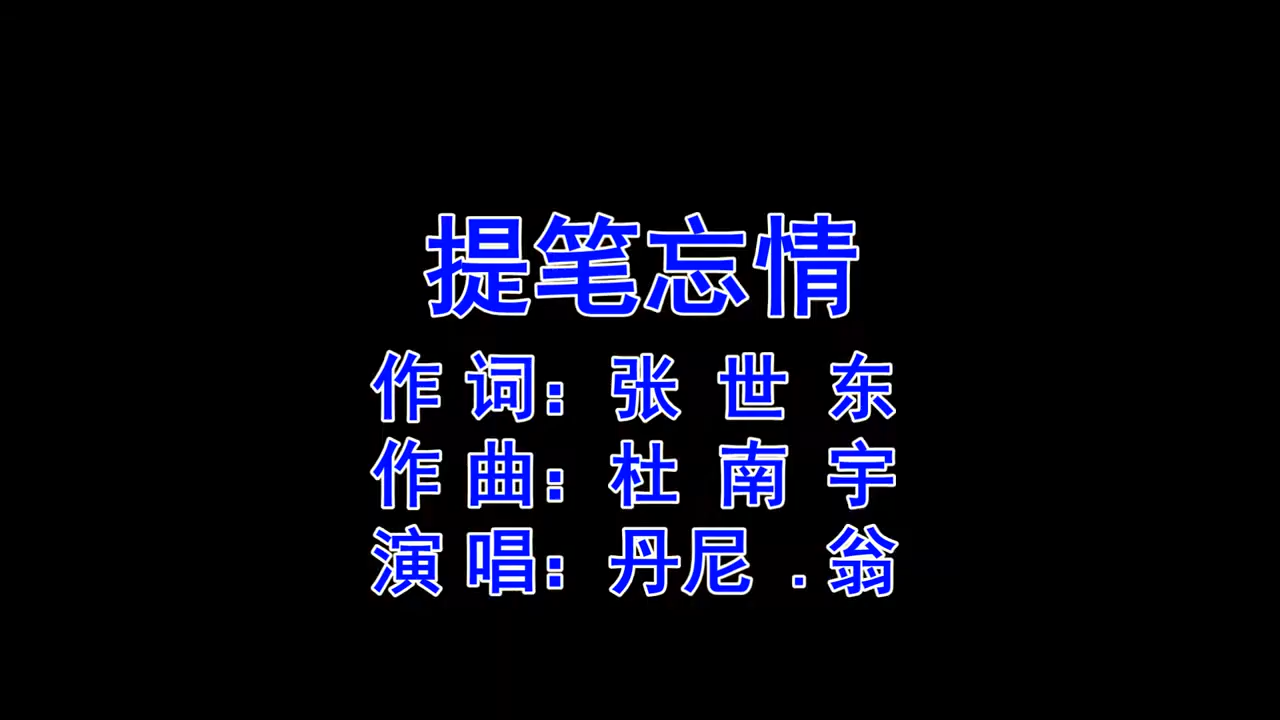 提笔忘情
作 词: 张 世 东
作 曲: 杜 南 宇
演 唱: 丹尼 . 翁